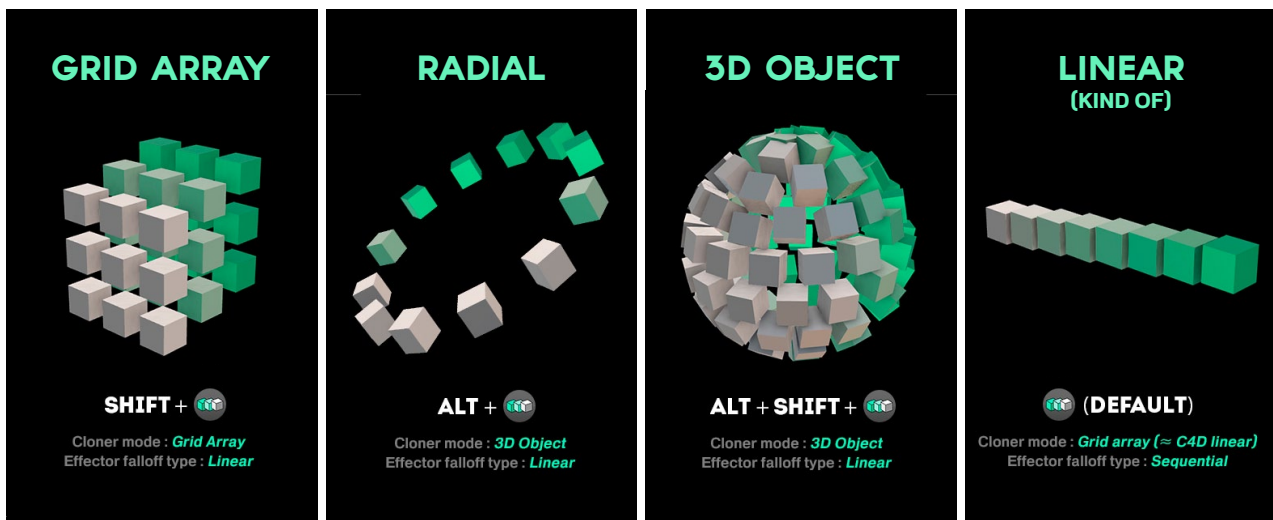 GRID ARRAY
SHIFT +
Cloner mode : Grid Array
Effector falloff type : Linear
RADIAL
ALT +
Cloner mode : 3D Object
Effector falloff type : Linear
3D OBJECT
ALT + SHIFT +
Cloner mode : 3D Object
Effector falloff type : Linear
LINEAR
(KIND OF)
(DEFAULT)
Cloner mode : Grid array (≈ C4D linear)
Effector falloff type : Sequential